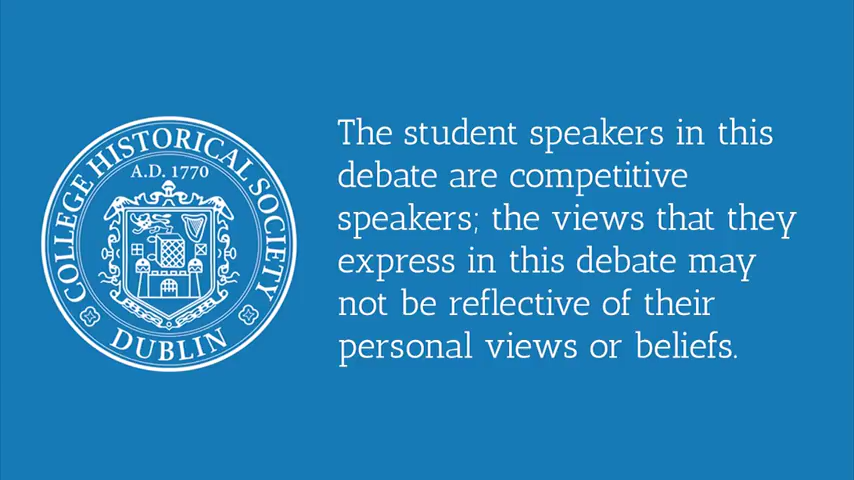 COLLEGE HISTORICAL SOCIETY
A.D. 1770
DUBLIN
The student speakers in this
debate are competitive
speakers; the views that they
express in this debate may
not be reflective of their
personal views or beliefs.